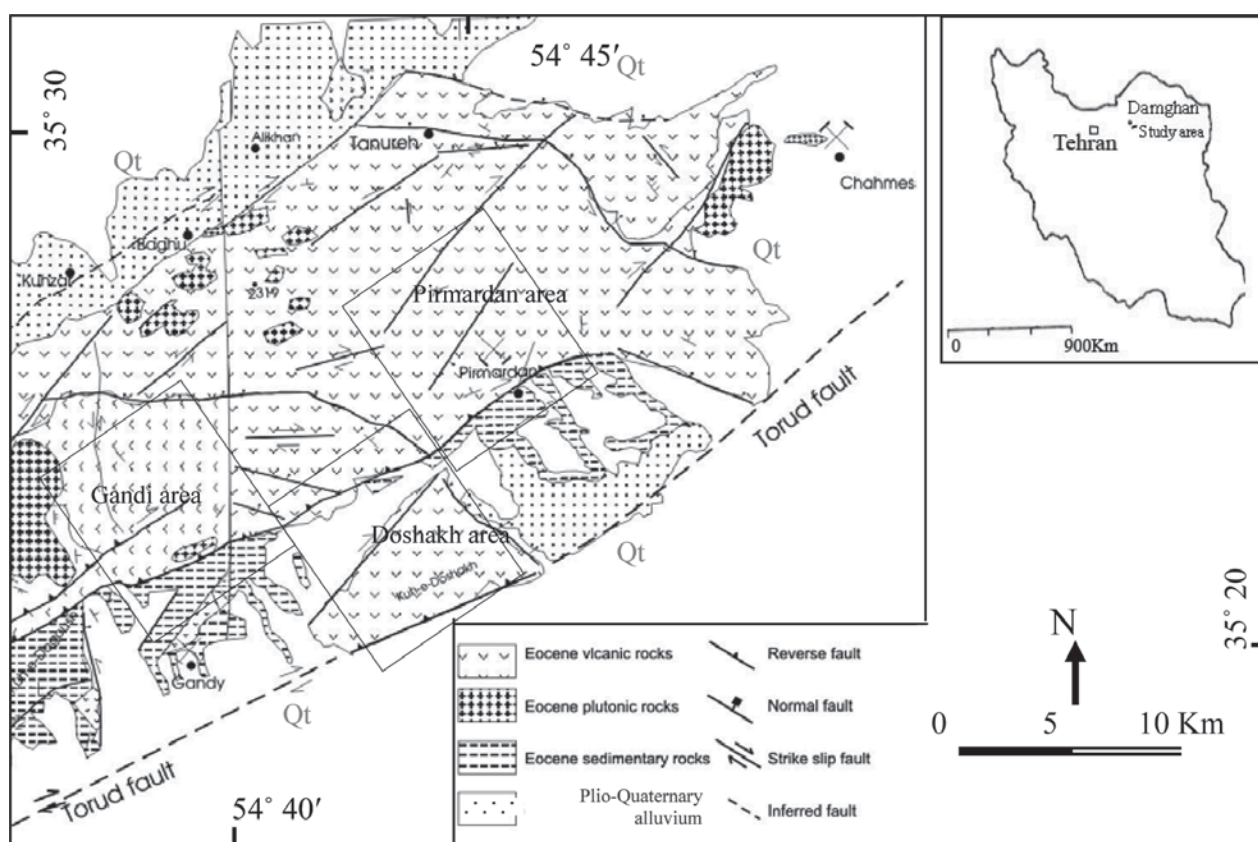 54° 45′
Qt
35° 30
Alikhan
Tanureh
Qt
Chahmes
Baghu
Qt
Kuhzar
2319
Pirmardan area
Pirmardan
Torud fault
Gandi area
Doshakh area
Kuh-e-Doshakh
Qt
Gandy
Qt
Torud fault
54° 40′
Damghan
Study area
Tehran
0
900Km
35° 20
N
0
5
10 Km
Eocene vlcanic rocks
Reverse fault
Eocene plutonic rocks
Normal fault
Eocene sedimentary rocks
Strike slip fault
Plio-Quaternary
alluvium
Inferred fault